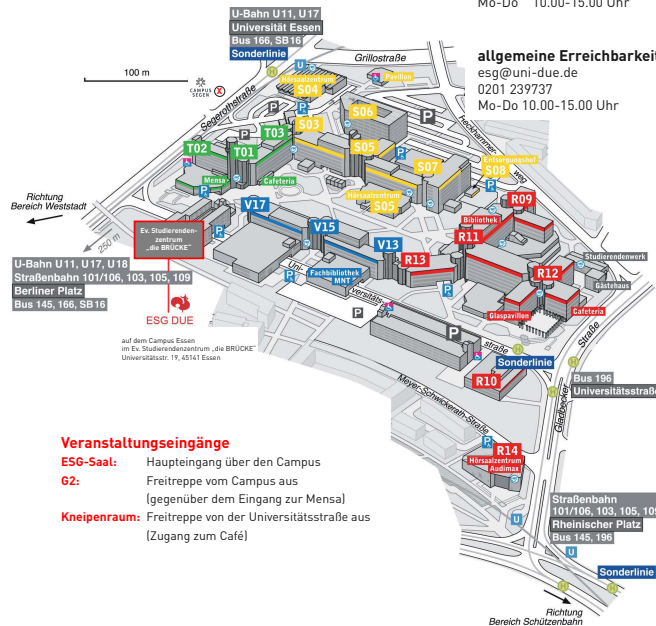 Mo-Do 10.00-15.00 Uhr
U-Bahn U11, U17
Universität Essen
Bus 166, SB16
Sonderlinie
allgemeine Erreichbarkeit
esg@uni-due.de
0201 239737
Mo-Do 10.00-15.00 Uhr
100 m
CAMPUS
SEGEN
Grillostraße
Segerothstraße
Pavillon
Hörsaalzentrum
S04
S03
S06
T03
T02
T01
S05
S07
Entsorgungshof
S08
Mensa
Cafeteria
Hörsaalzentrum
S05
R09
Bibliothek
R11
Richtung
Bereich Weststadt
250 m
Ev. Studierenden-
zentrum
„die BRÜCKE"
V17
V15
V13
R13
Studierendenwerk
Gästehaus
R12
U-Bahn U11, U17, U18
Straßenbahn 101/106, 103, 105, 109
Berliner Platz
Bus 145, 166, SB16
Fachbibliothek
MNT
Uni-
versitäts-
straße
Glaspavillon
Cafeteria
ESG DUE
auf dem Campus Essen
im Ev. Studierendenzentrum „die BRÜCKE"
Universitätsstr. 19, 45141 Essen
Sonderlinie
Gladbecker
Straße
R10
Bus 196
Universitätsstraße
Meyer-Schwickerath-Straße
R14
Hörsaalzentrum
Audimax
Veranstaltungseingänge
ESG-Saal: Haupteingang über den Campus
G2: Freitreppe vom Campus aus
(gegenüber dem Eingang zur Mensa)
Kneipenraum: Freitreppe von der Universitätsstraße aus
(Zugang zum Café)
Straßenbahn
101/106, 103, 105, 109
Rheinischer Platz
Bus 145, 196
Sonderlinie
Richtung
Bereich Schützenbahn